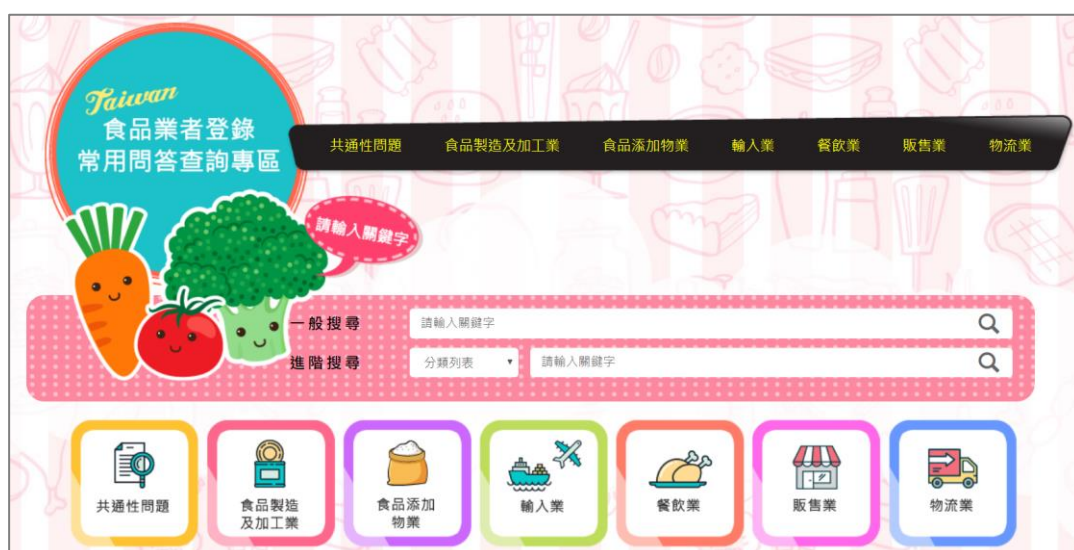 Taiwan
食品業者登錄
常用問答查詢專區
共通性問題 食品製造及加工業 食品添加物業 輸入業 餐飲業 販售業 物流業
請輸入關鍵字
一般搜尋 請輸入關鍵字
進階搜尋 分類列表 請輸入關鍵字
共通性問題
食品製造
及加工業
食品添加
物業
輸入業
餐飲業
販售業
物流業